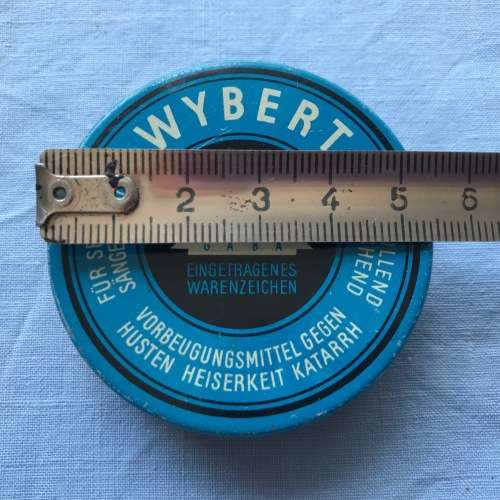 WYBERT
2 3 4 5 6
GABA
EINGETRAGENES
WARENZEICHEN
VORBEUGUNGSMITTEL GEGEN
HUSTEN HEISERKEIT KATARRH
FÜR
SÄNGE
LLEND
HEND